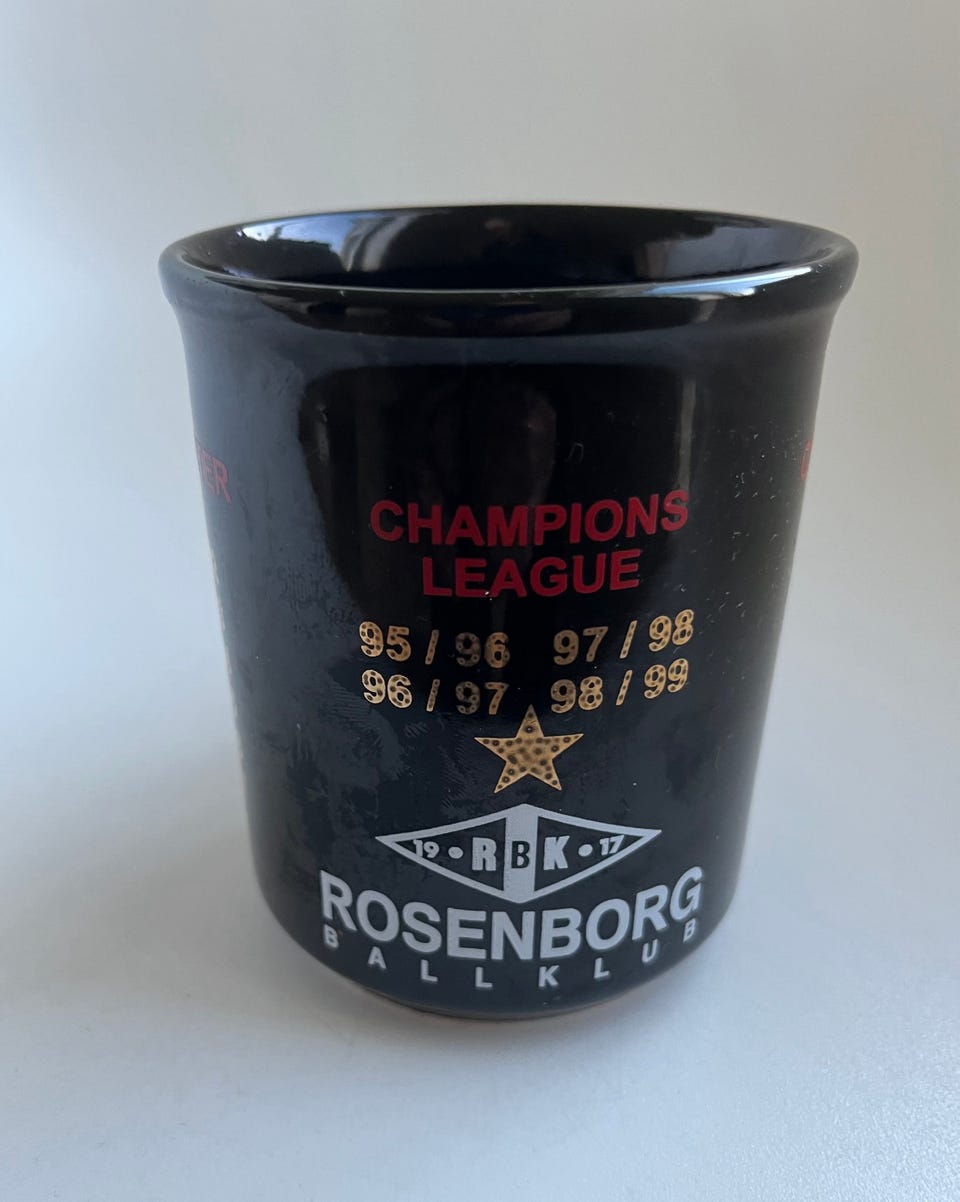 CHAMPIONS
LEAGUE
95/96 97/98
96/97 98/99
19 • RBK • 17
ROSENBORG
BALLKLUB